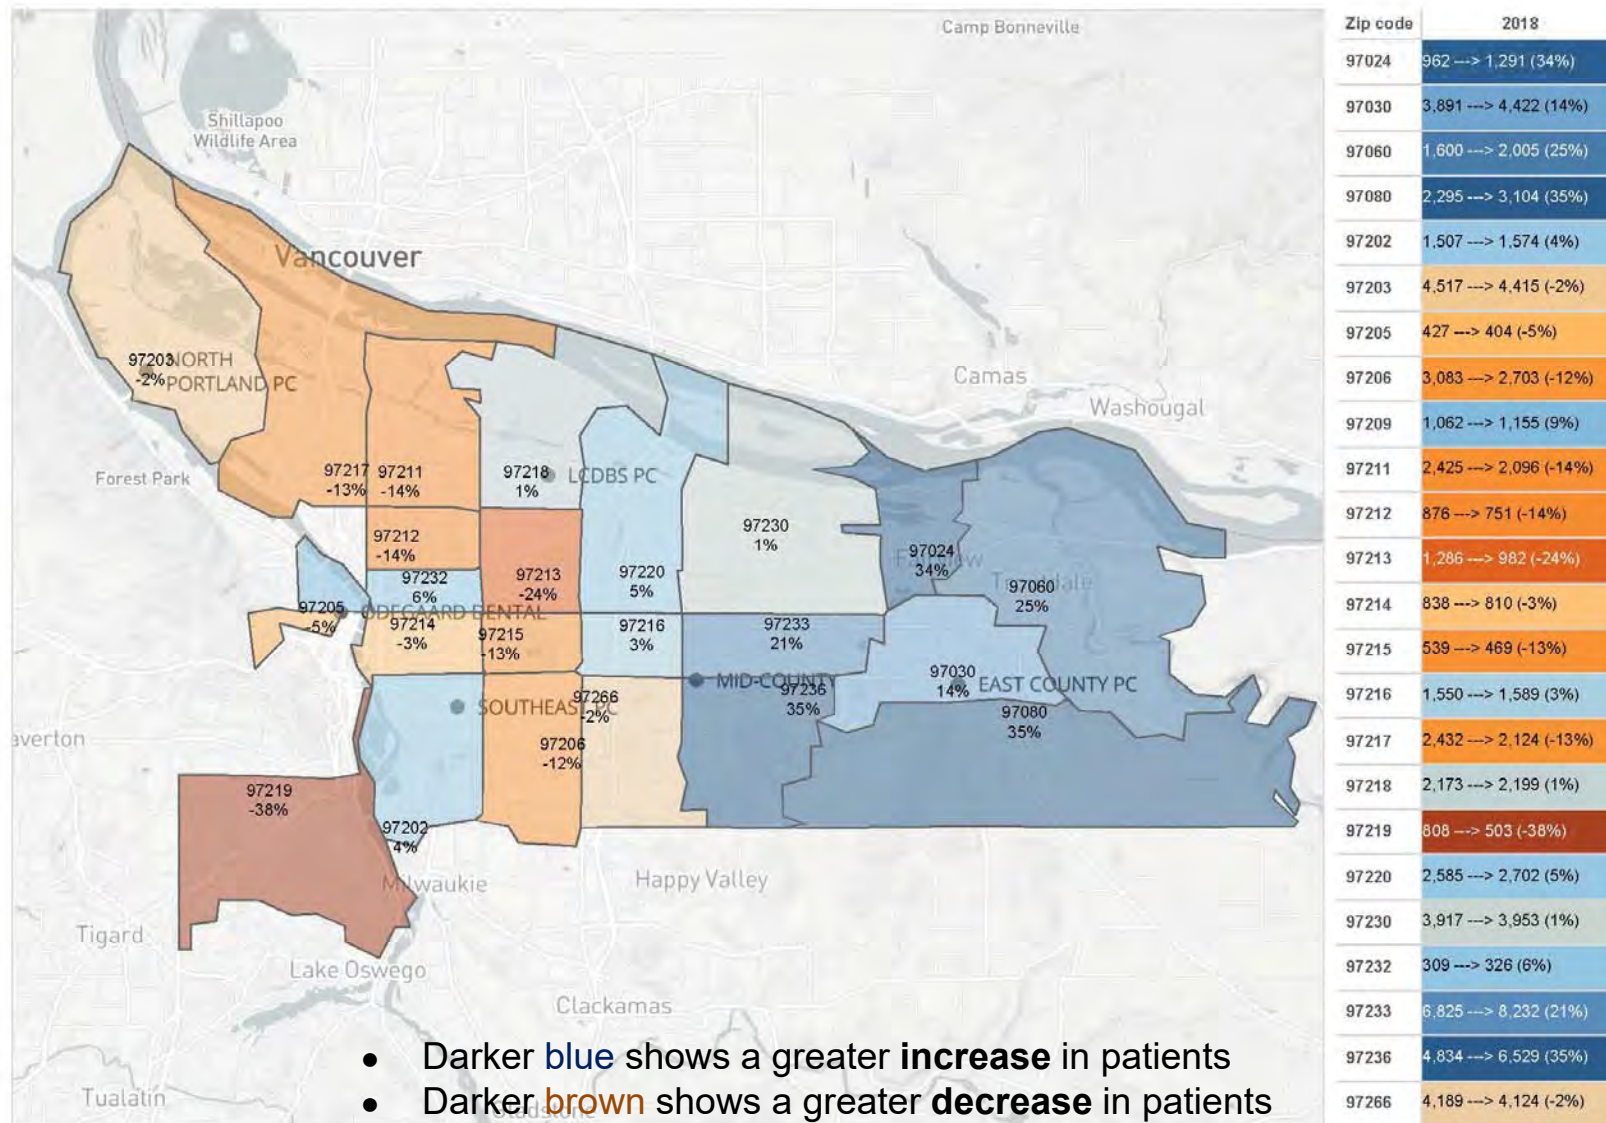 Camp Bonneville
Shillapoo
Wildlife Area
Vancouver
97203 NORTH
-2% PORTLAND PC
Camas
Washougal
Forest Park
97217 97211
-13% -14%
97218 LCDBS PC
1%
97230
1%
97212
-14%
97024
34%
97232
6%
97213
-24%
97220
5%
97060
25%
97205 ODEGAARD DENTAL
-5%
97214
-3%
97215
-13%
97216
3%
97233
21%
MID-COUNTY
97236
35%
97030 EAST COUNTY PC
14%
97266
-2%
SOUTHEAST PC
97080
35%
97206
-12%
averton
97219
-38%
97202
4%
Milwaukie
Happy Valley
Tigard
Lake Oswego
Clackamas
Tualatin
Gladstone
• Darker blue shows a greater increase in patients
• Darker brown shows a greater decrease in patients
Zip code 2018
97024 962 ---> 1,291 (34%)
97030 3,891 ---> 4,422 (14%)
97060 1,600 ---> 2,005 (25%)
97080 2,295 ---> 3,104 (35%)
97202 1,507 ---> 1,574 (4%)
97203 4,517 ---> 4,415 (-2%)
97205 427 ---> 404 (-5%)
97206 3,083 ---> 2,703 (-12%)
97209 1,062 ---> 1,155 (9%)
97211 2,425 ---> 2,096 (-14%)
97212 876 ---> 751 (-14%)
97213 1,286 ---> 982 (-24%)
97214 838 ---> 810 (-3%)
97215 539 ---> 469 (-13%)
97216 1,550 ---> 1,589 (3%)
97217 2,432 ---> 2,124 (-13%)
97218 2,173 ---> 2,199 (1%)
97219 808 ---> 503 (-38%)
97220 2,585 ---> 2,702 (5%)
97230 3,917 ---> 3,953 (1%)
97232 309 ---> 326 (6%)
97233 6,825 ---> 8,232 (21%)
97236 4,834 ---> 6,529 (35%)
97266 4,189 ---> 4,124 (-2%)